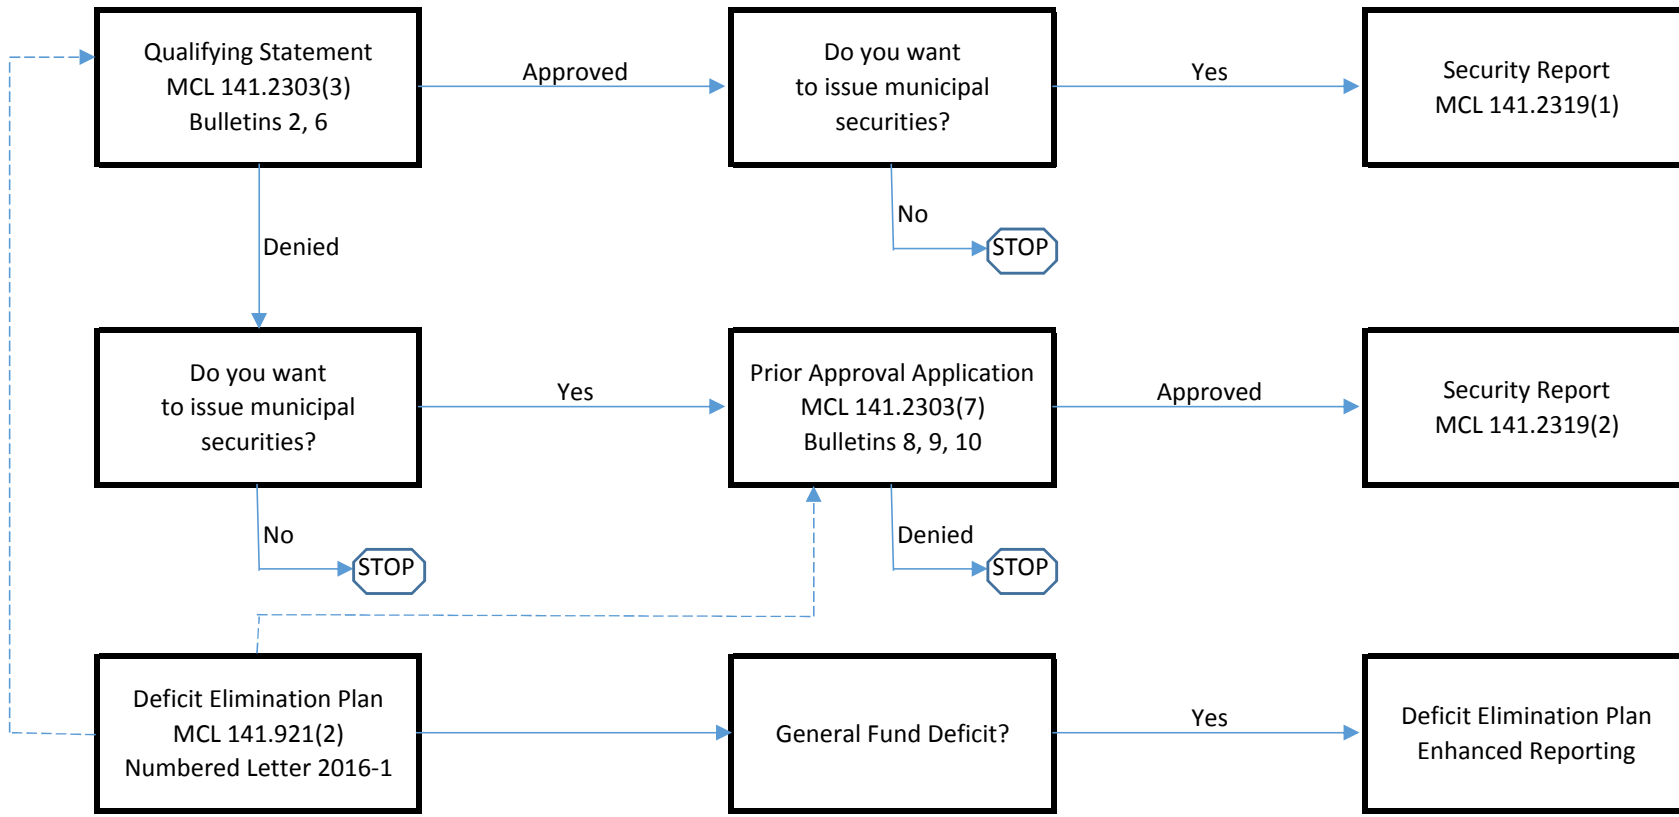 Qualifying Statement
MCL 141.2303(3)
Bulletins 2, 6
Approved
Do you want
to issue municipal
securities?
Yes
Security Report
MCL 141.2319(1)
No
STOP
Denied
Do you want
to issue municipal
securities?
Yes
Prior Approval Application
MCL 141.2303(7)
Bulletins 8, 9, 10
Approved
Security Report
MCL 141.2319(2)
No
STOP
Denied
STOP
Deficit Elimination Plan
MCL 141.921(2)
Numbered Letter 2016-1
General Fund Deficit?
Yes
Deficit Elimination Plan
Enhanced Reporting